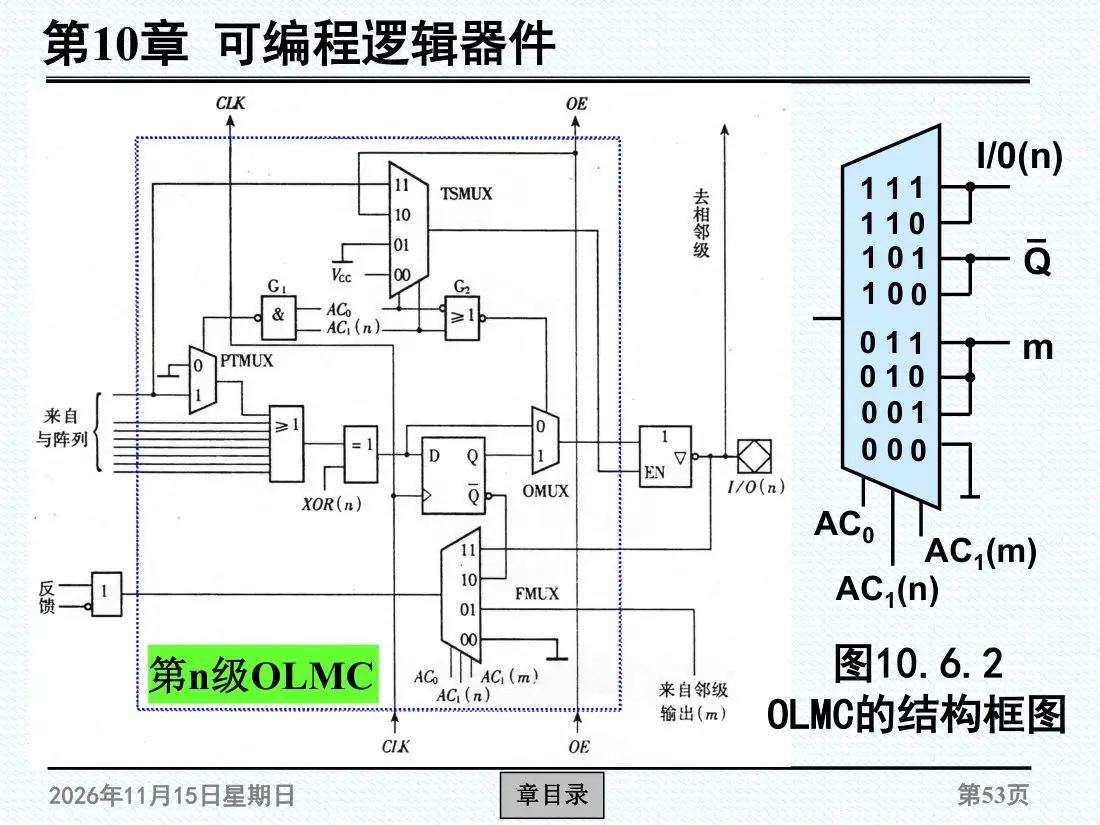 第10章 可编程逻辑器件
CLK
OE
TSMUX
11
10
01
00
VCC
去相邻级
G1
&
AC0
AC1(n)
G2
≥1
PTMUX
0
1
来自
与阵列
≥1
=1
XOR(n)
D Q
Q̅
0
1
OMUX
1
EN
▽
I/O(n)
11
10
01
00
FMUX
AC0
AC1(n)
AC1(m)
反馈
1
来自邻级
输出(m)
第n级OLMC
CLK
OE
I/0(n)
1 1 1
1 1 0
1 0 1
1 0 0
Q̅
0 1 1
0 1 0
0 0 1
0 0 0
m
AC0
AC1(m)
AC1(n)
图10.6.2
OLMC的结构框图
2026年11月15日星期日
章目录
第53页